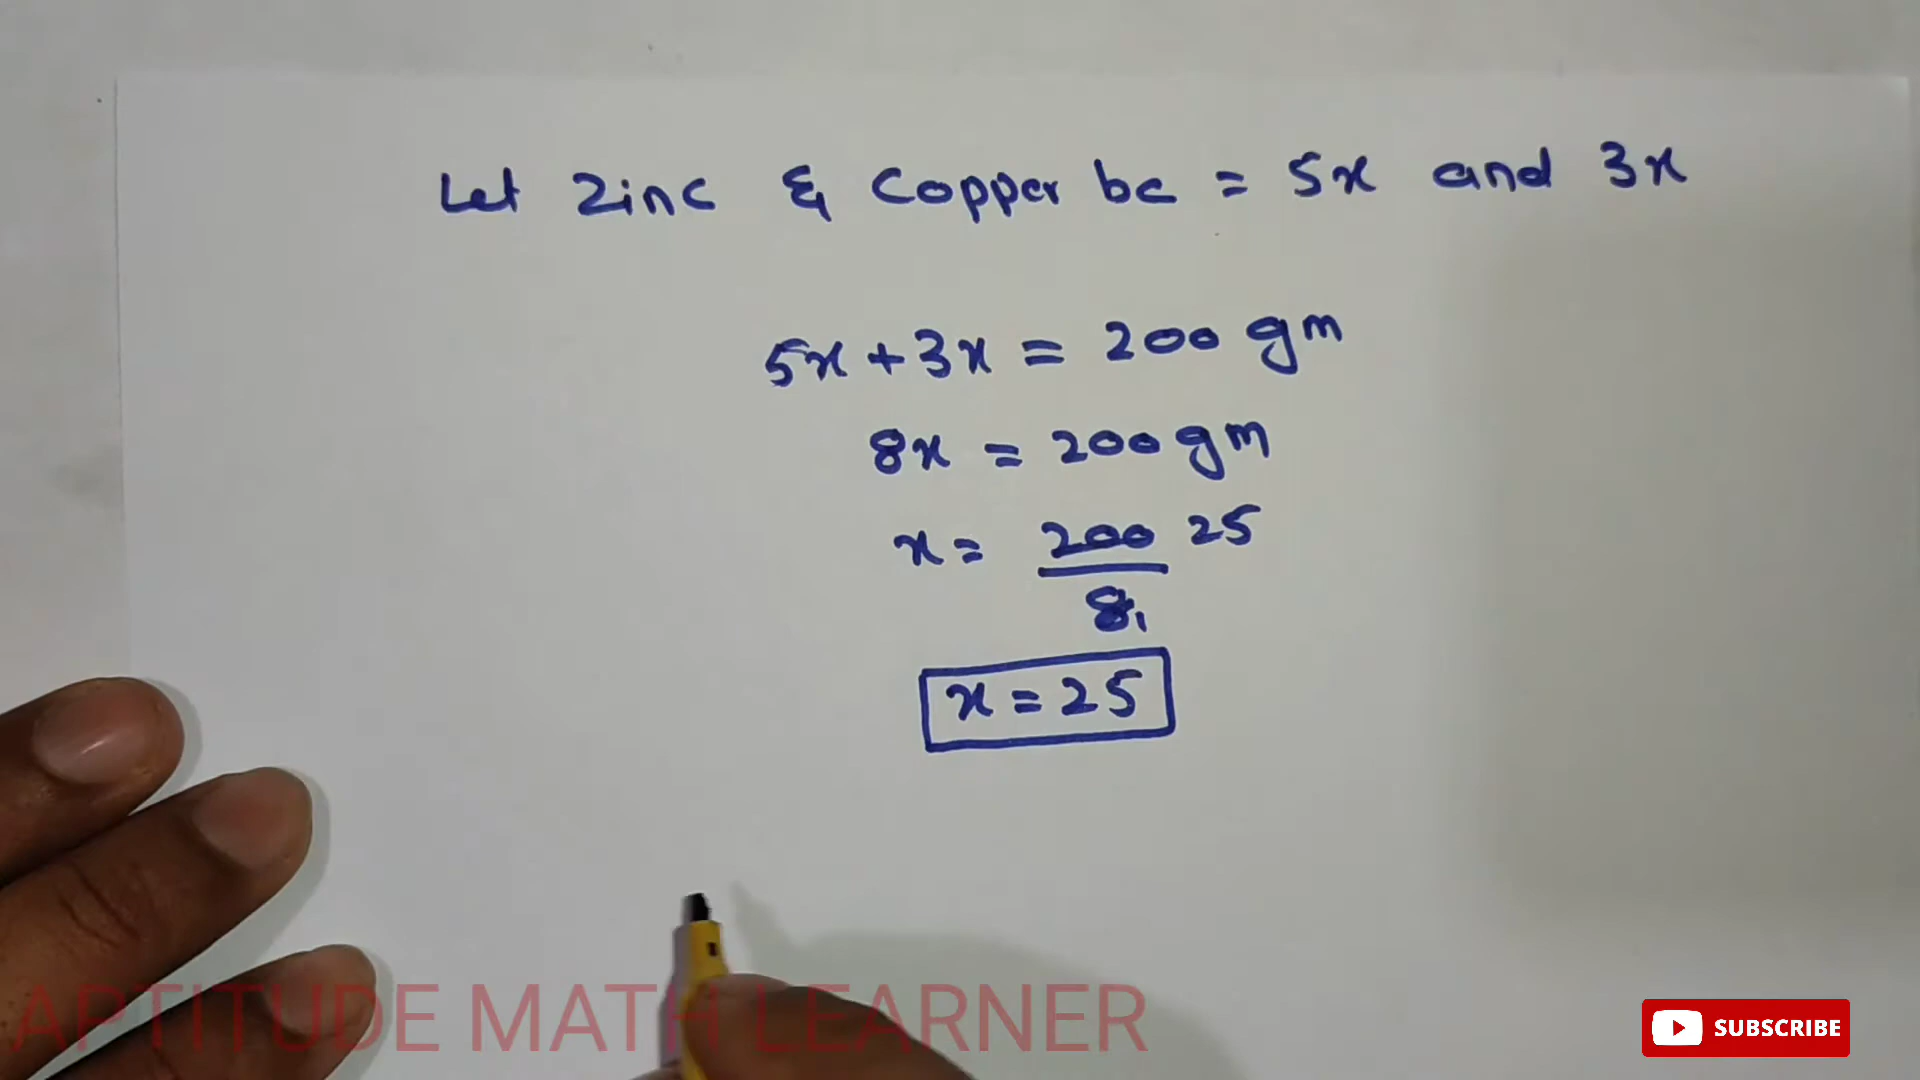 Let Zinc & Copper be = 5x and 3x
5x + 3x = 200 gm
8x = 200 gm
x = 200 25
8 1
x = 25
APTITUDE MATH LEARNER
SUBSCRIBE